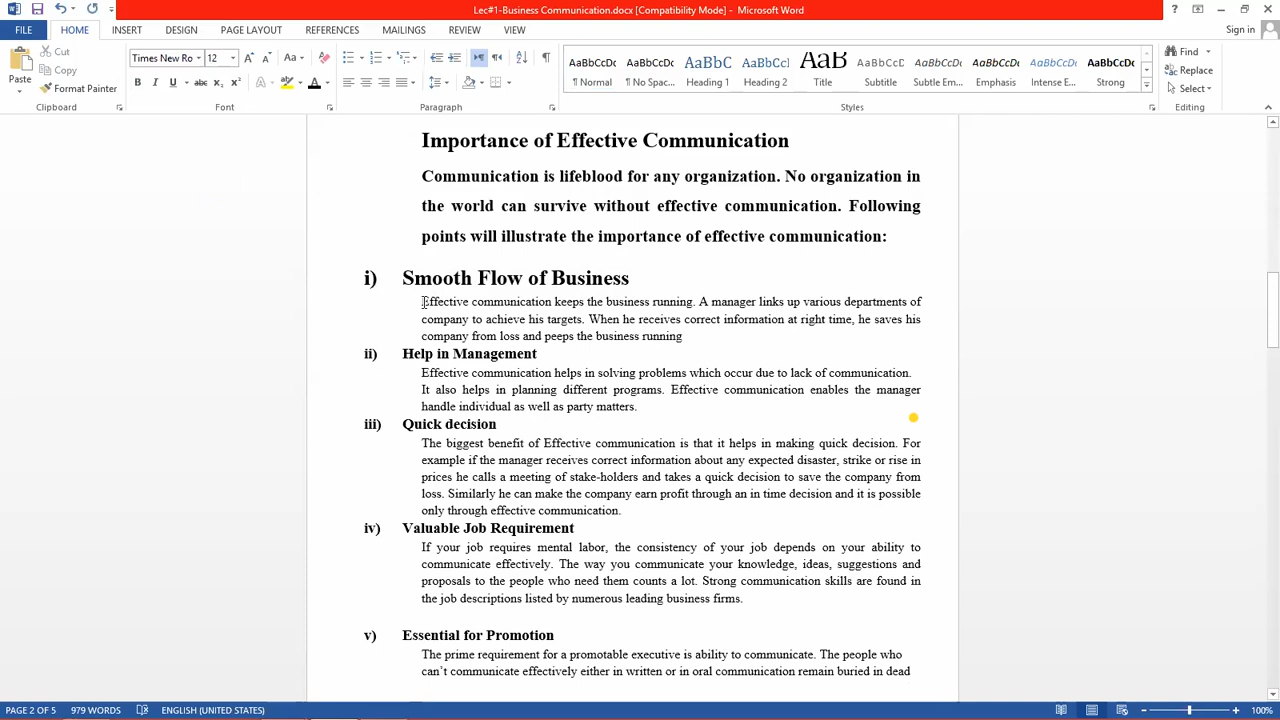 Lec#1-Business Communication.docx [Compatibility Mode] - Microsoft Word
FILE HOME INSERT DESIGN PAGE LAYOUT REFERENCES MAILINGS REVIEW VIEW Sign in
Paste Cut Copy Format Painter
Clipboard
Times New Ro 12
Font
Paragraph
AaBbCcDc AaBbCcDc AaBbC AaBbCc AaB AaBbCcD AaBbCcDc AaBbCcDc AaBbCcDc AaBbCcDc
¶ Normal ¶ No Spac... Heading 1 Heading 2 Title Subtitle Subtle Em... Emphasis Intense E... Strong
Styles
Find
Replace
Select
Editing
Importance of Effective Communication
Communication is lifeblood for any organization. No organization in
the world can survive without effective communication. Following
points will illustrate the importance of effective communication:
i) Smooth Flow of Business
Effective communication keeps the business running. A manager links up various departments of
company to achieve his targets. When he receives correct information at right time, he saves his
company from loss and peeps the business running
ii) Help in Management
Effective communication helps in solving problems which occur due to lack of communication.
It also helps in planning different programs. Effective communication enables the manager
handle individual as well as party matters.
iii) Quick decision
The biggest benefit of Effective communication is that it helps in making quick decision. For
example if the manager receives correct information about any expected disaster, strike or rise in
prices he calls a meeting of stake-holders and takes a quick decision to save the company from
loss. Similarly he can make the company earn profit through an in time decision and it is possible
only through effective communication.
iv) Valuable Job Requirement
If your job requires mental labor, the consistency of your job depends on your ability to
communicate effectively. The way you communicate your knowledge, ideas, suggestions and
proposals to the people who need them counts a lot. Strong communication skills are found in
the job descriptions listed by numerous leading business firms.
v) Essential for Promotion
The prime requirement for a promotable executive is ability to communicate. The people who
can't communicate effectively either in written or in oral communication remain buried in dead
PAGE 2 OF 5 979 WORDS ENGLISH (UNITED STATES) 100%